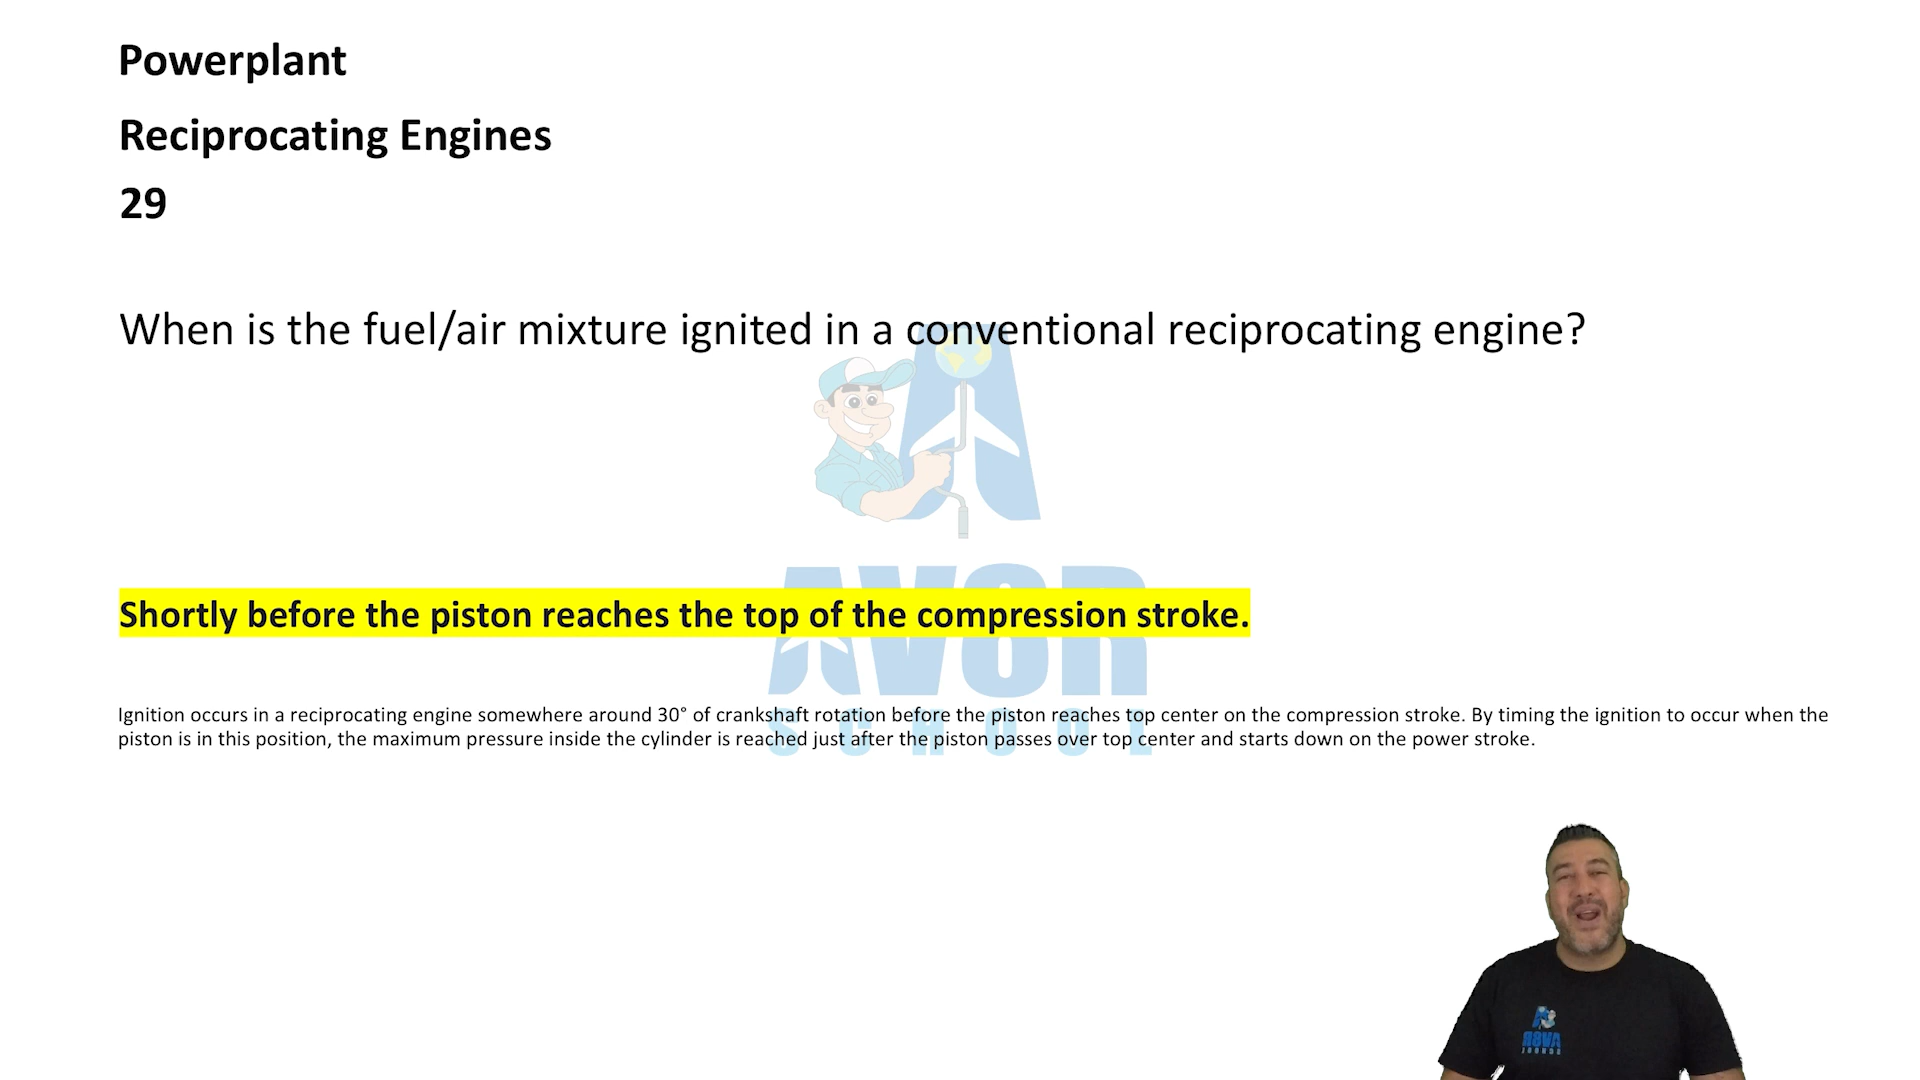 Powerplant
Reciprocating Engines
29
When is the fuel/air mixture ignited in a conventional reciprocating engine?
AV8R
Shortly before the piston reaches the top of the compression stroke.
SCHOOL
Ignition occurs in a reciprocating engine somewhere around 30° of crankshaft rotation before the piston reaches top center on the compression stroke. By timing the ignition to occur when the
piston is in this position, the maximum pressure inside the cylinder is reached just after the piston passes over top center and starts down on the power stroke.
AV8R
SCHOOL